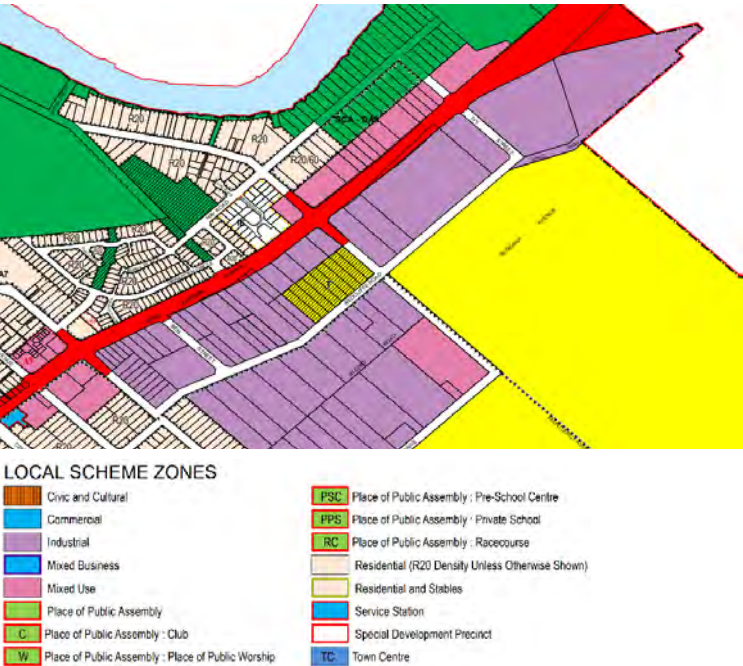 R20
R20
R20
R20/60
R20
R20
R20
R20
LOCAL SCHEME ZONES
Civic and Cultural
Commercial
Industrial
Mixed Business
Mixed Use
Place of Public Assembly
C Place of Public Assembly : Club
W Place of Public Assembly : Place of Public Worship
PSC Place of Public Assembly : Pre-School Centre
PPS Place of Public Assembly : Private School
RC Place of Public Assembly : Racecourse
Residential (R20 Density Unless Otherwise Shown)
Residential and Stables
Service Station
Special Development Precinct
TC Town Centre